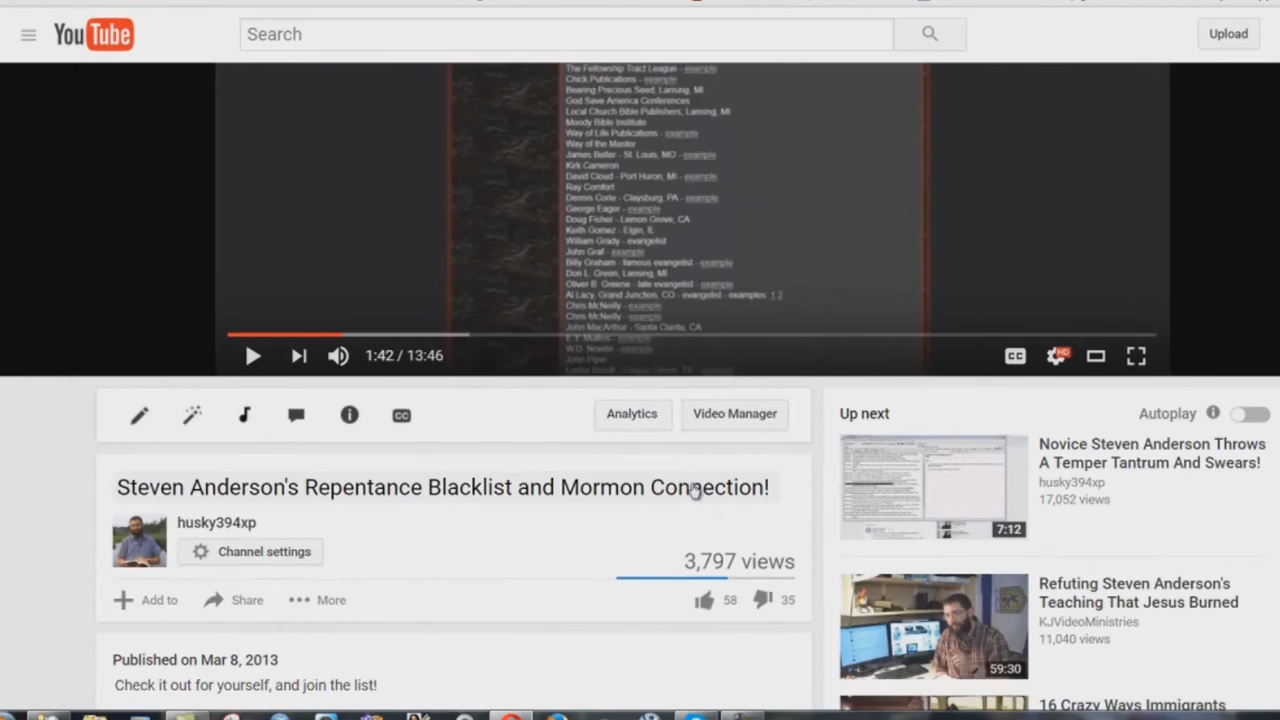 YouTube
Search
Upload
The Fellowship Tract League - example
Chick Publications - example
Bearing Precious Seed, Lansing, MI
God Save America Conferences
Local Church Bible Publishers, Lansing, MI
Moody Bible Institute
Way of Life Publications - example
Way of the Master
James Beller - St. Louis, MO - example
Kirk Cameron
David Cloud - Port Huron, MI - example
Ray Comfort
Dennis Corle - Claysburg, PA - example
George Eager - example
Doug Fisher - Lemon Grove, CA
Keith Gomez - Elgin, IL
William Grady - evangelist
John Graf - example
Billy Graham - famous evangelist - example
Don L. Green, Lansing, MI
Oliver B. Greene - late evangelist - example
Al Lacy, Grand Junction, CO - evangelist - examples 1 2
Chris McNeilly - example
Chris McNeilly - example
John MacArthur - Santa Clarita, CA
E.Y. Mullins - example
W.D. Nowlin - example
John Piper
1:42 / 13:46
CC
HD
CC
Analytics
Video Manager
Steven Anderson's Repentance Blacklist and Mormon Connection!
husky394xp
Channel settings
3,797 views
Add to
Share
More
58
35
Published on Mar 8, 2013
Check it out for yourself, and join the list!
Up next
Autoplay
Novice Steven Anderson Throws
A Temper Tantrum And Swears!
husky394xp
17,052 views
7:12
Refuting Steven Anderson's
Teaching That Jesus Burned
KJVideoMinistries
11,040 views
59:30
16 Crazy Ways Immigrants